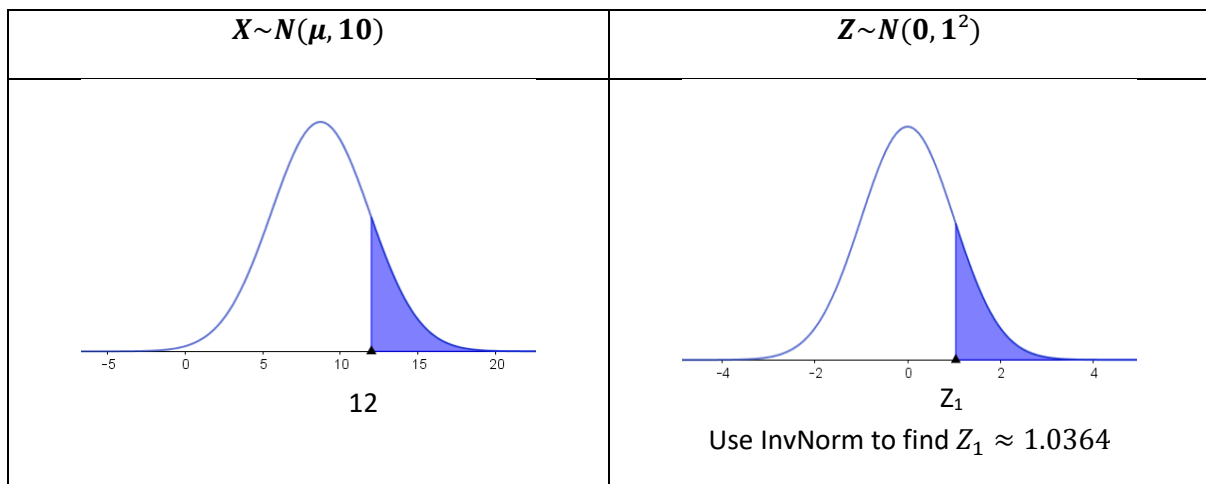 X~N(μ, 10)
Z~N(0, 1²)
-5 0 5 10 15 20
12
-4 -2 0 2 4
Z₁
Use InvNorm to find Z₁ ≈ 1.0364